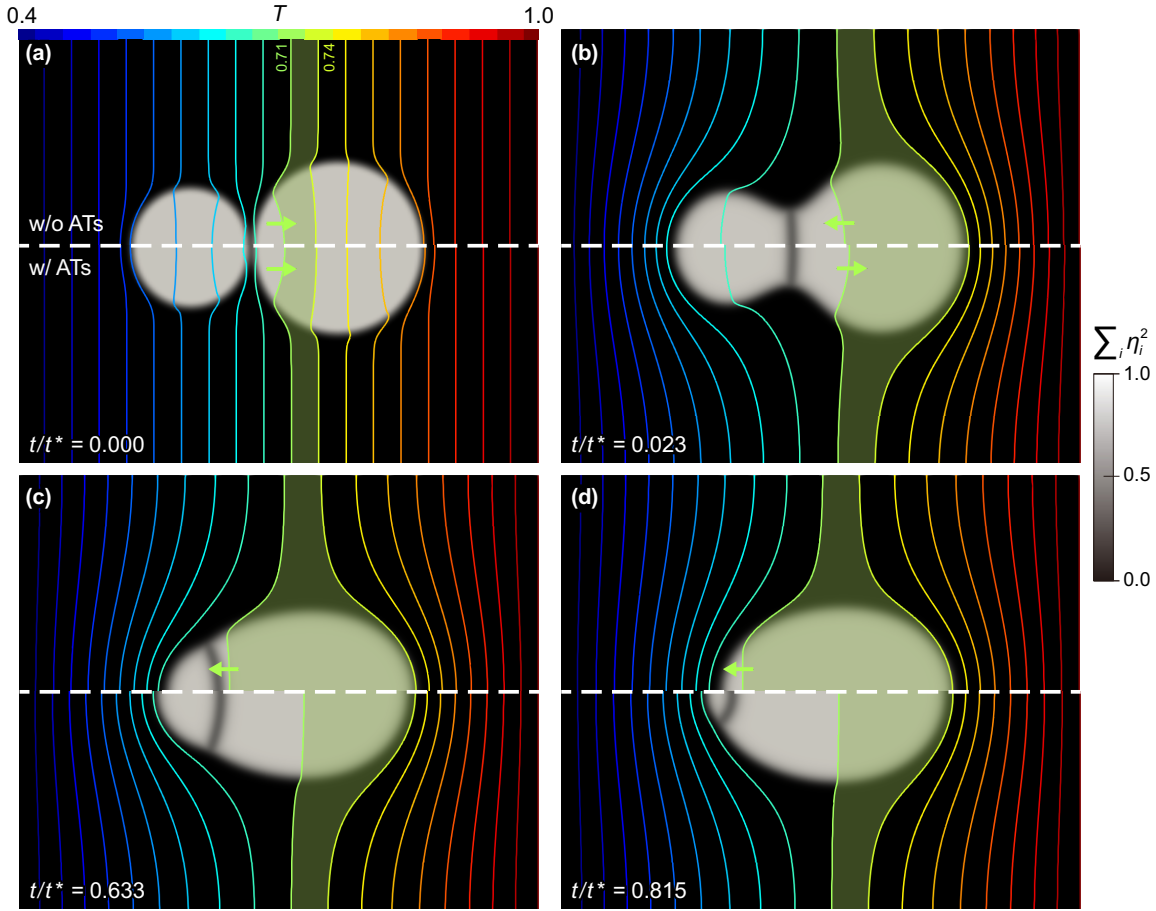 0.4 T 1.0
(a)
0.71
0.74
w/o ATs
w/ ATs
t/t* = 0.000
(b)
t/t* = 0.023
∑ᵢ ηᵢ²
1.0
0.5
0.0
(c)
t/t* = 0.633
(d)
t/t* = 0.815